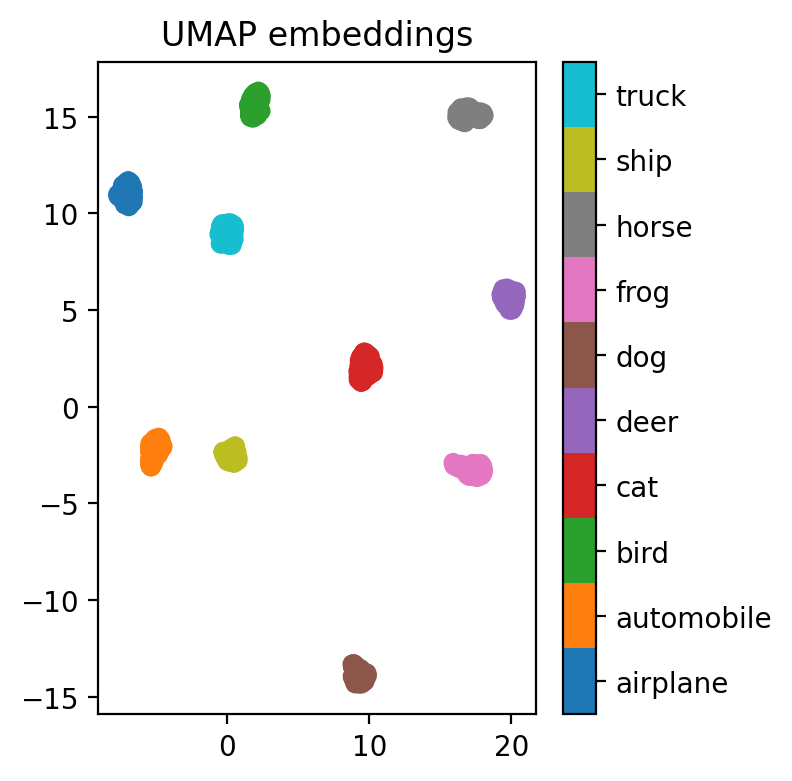 UMAP embeddings
15
10
5
0
−5
−10
−15
0 10 20
truck
ship
horse
frog
dog
deer
cat
bird
automobile
airplane